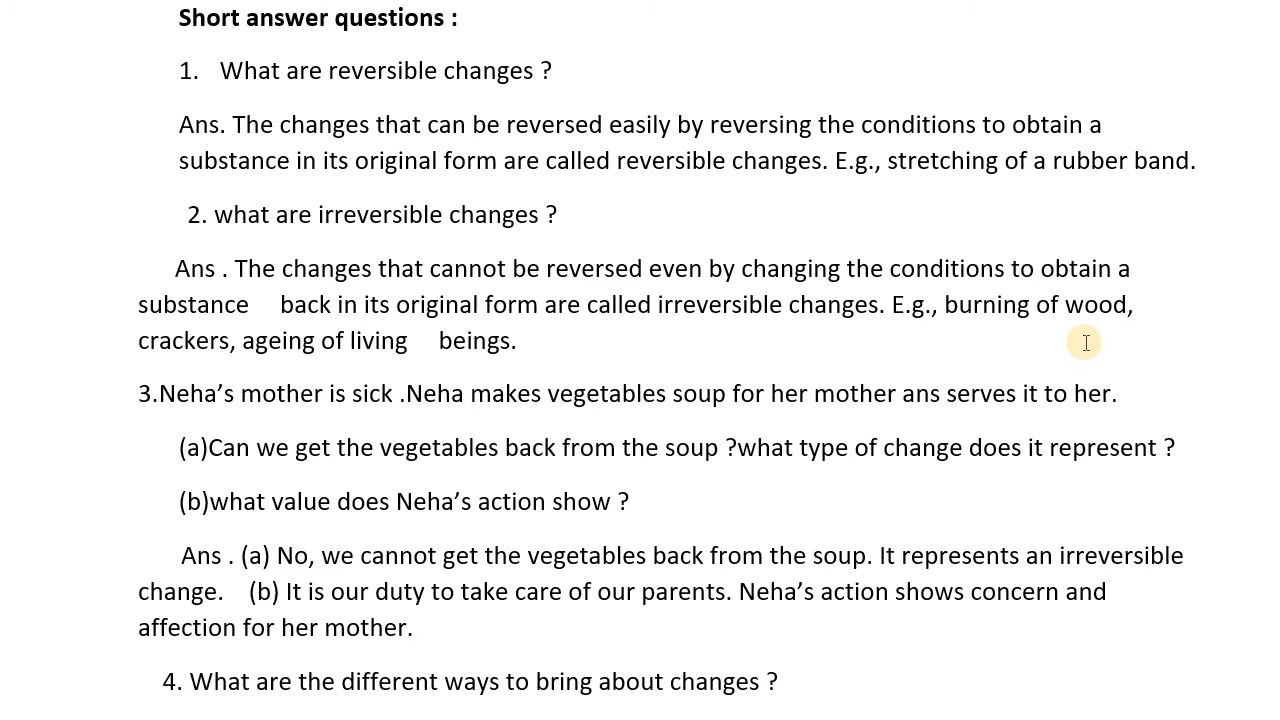 Short answer questions :
1. What are reversible changes ?
Ans. The changes that can be reversed easily by reversing the conditions to obtain a
substance in its original form are called reversible changes. E.g., stretching of a rubber band.
2. what are irreversible changes ?
Ans . The changes that cannot be reversed even by changing the conditions to obtain a
substance back in its original form are called irreversible changes. E.g., burning of wood,
crackers, ageing of living beings.
3.Neha’s mother is sick .Neha makes vegetables soup for her mother ans serves it to her.
(a)Can we get the vegetables back from the soup ?what type of change does it represent ?
(b)what value does Neha’s action show ?
Ans . (a) No, we cannot get the vegetables back from the soup. It represents an irreversible
change. (b) It is our duty to take care of our parents. Neha’s action shows concern and
affection for her mother.
4. What are the different ways to bring about changes ?